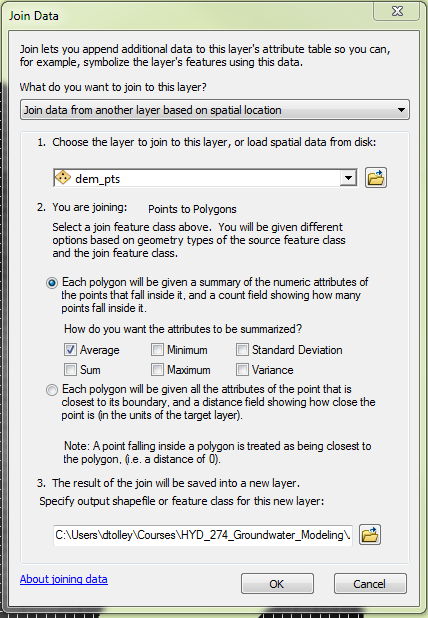 Join Data
Join lets you append additional data to this layer's attribute table so you can,
for example, symbolize the layer's features using this data.
What do you want to join to this layer?
Join data from another layer based on spatial location
1. Choose the layer to join to this layer, or load spatial data from disk:
dem_pts
2. You are joining: Points to Polygons
Select a join feature class above. You will be given different
options based on geometry types of the source feature class
and the join feature class.
Each polygon will be given a summary of the numeric attributes of
the points that fall inside it, and a count field showing how many
points fall inside it.
How do you want the attributes to be summarized?
Average Minimum Standard Deviation
Sum Maximum Variance
Each polygon will be given all the attributes of the point that is
closest to its boundary, and a distance field showing how close the
point is (in the units of the target layer).
Note: A point falling inside a polygon is treated as being closest to
the polygon, (i.e. a distance of 0).
3. The result of the join will be saved into a new layer.
Specify output shapefile or feature class for this new layer:
C:\Users\dtolley\Courses\HYD_274_Groundwater_Modeling\.
About joining data OK Cancel